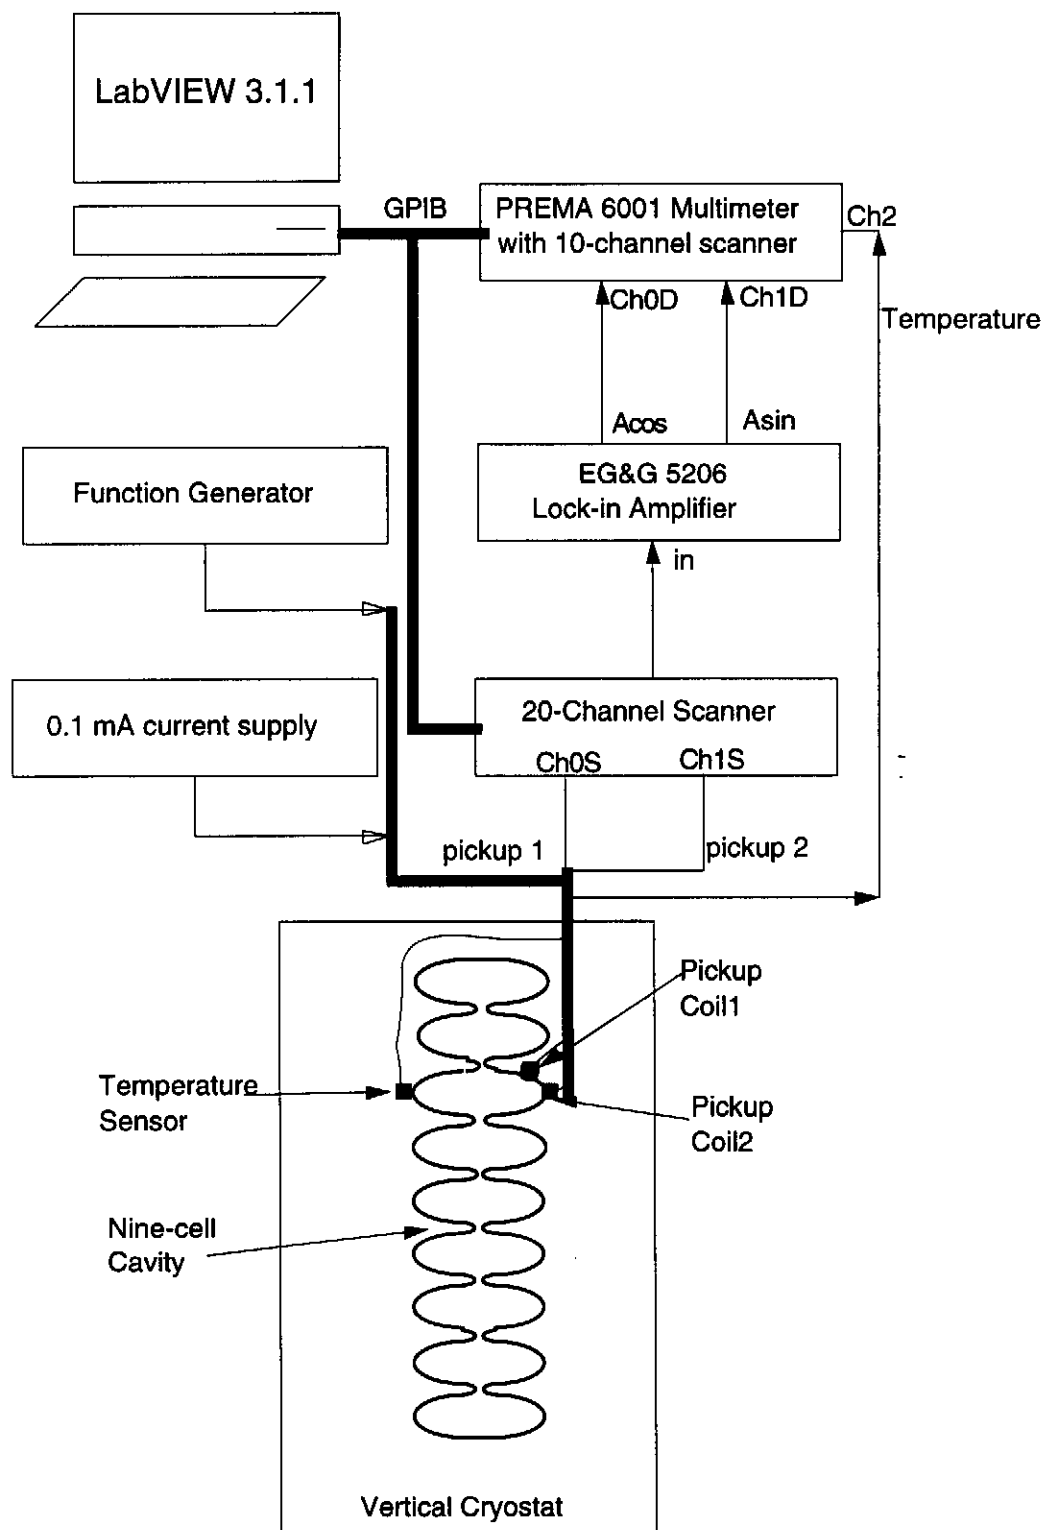 LabVIEW 3.1.1
GPIB
PREMA 6001 Multimeter
with 10-channel scanner
Ch2
Ch0D
Ch1D
Temperature
Acos
Asin
Function Generator
EG&G 5206
Lock-in Amplifier
in
0.1 mA current supply
20-Channel Scanner
Ch0S
Ch1S
pickup 1
pickup 2
Pickup
Coil1
Temperature
Sensor
Pickup
Coil2
Nine-cell
Cavity
Vertical Cryostat